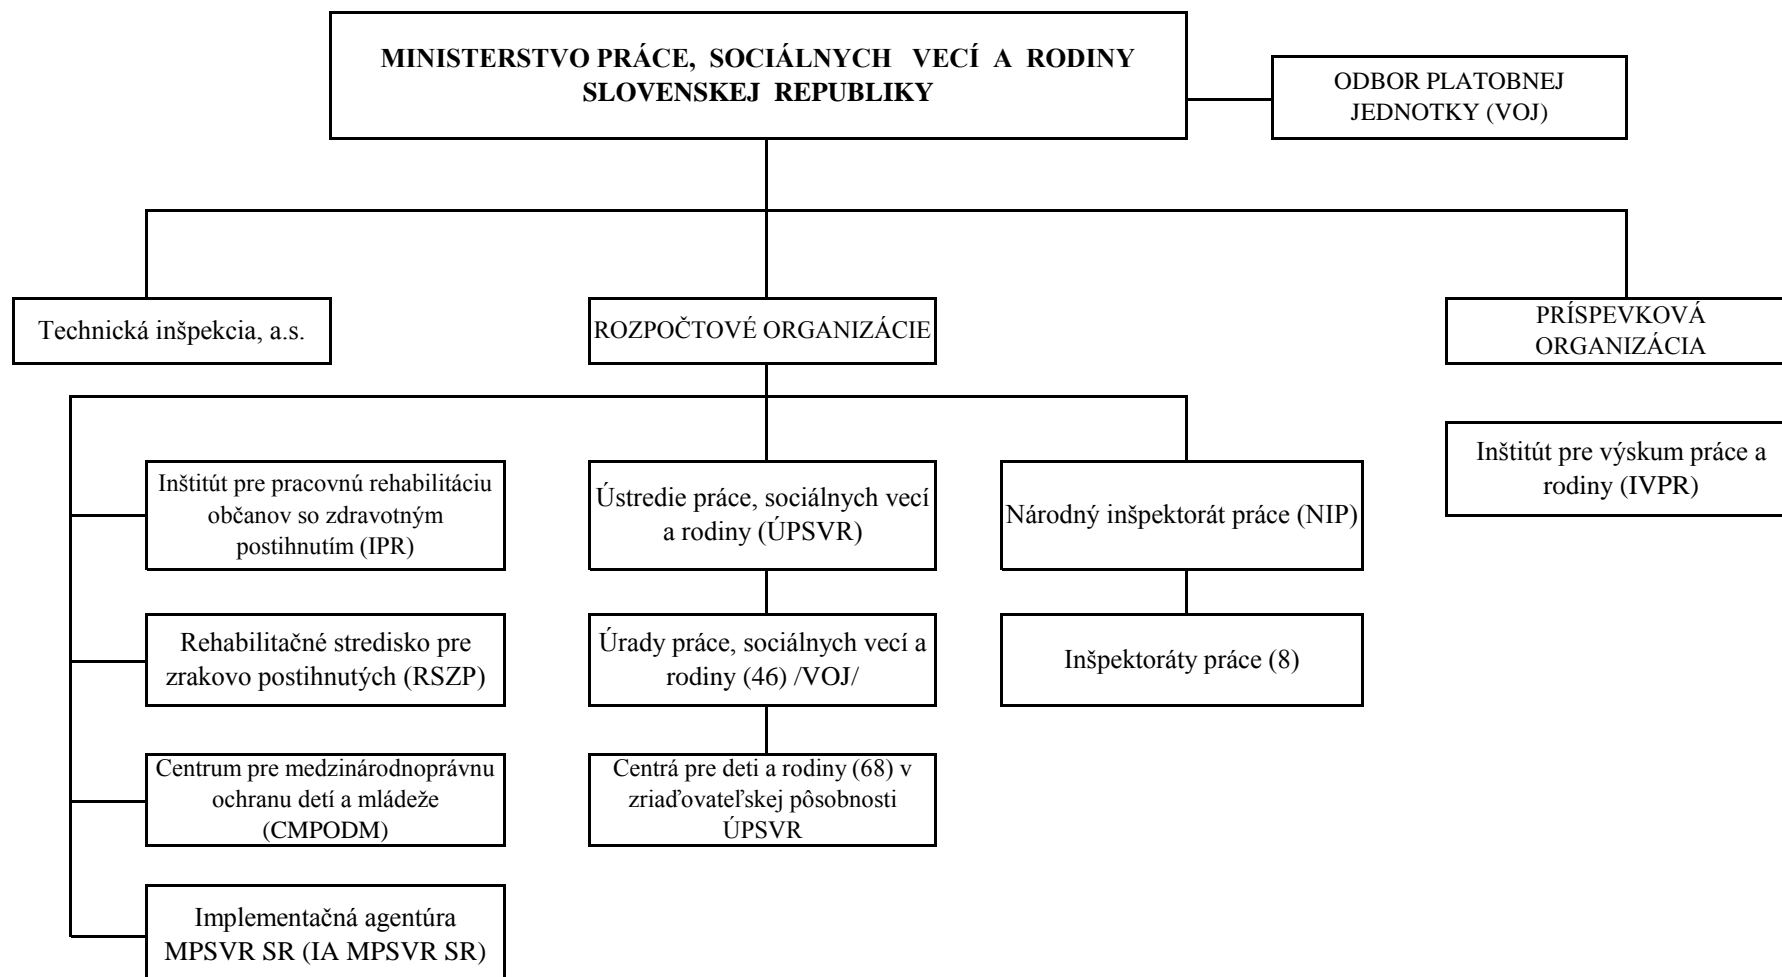 MINISTERSTVO PRÁCE, SOCIÁLNYCH VECÍ A RODINY
SLOVENSKEJ REPUBLIKY
ODBOR PLATOBNEJ
JEDNOTKY (VOJ)
Technická inšpekcia, a.s.
ROZPOČTOVÉ ORGANIZÁCIE
PRÍSPEVKOVÁ
ORGANIZÁCIA
Inštitút pre pracovnú rehabilitáciu
občanov so zdravotným
postihnutím (IPR)
Ústredie práce, sociálnych vecí
a rodiny (ÚPSVR)
Národný inšpektorát práce (NIP)
Inštitút pre výskum práce a
rodiny (IVPR)
Rehabilitačné stredisko pre
zrakovo postihnutých (RSZP)
Úrady práce, sociálnych vecí a
rodiny (46) /VOJ/
Inšpektoráty práce (8)
Centrum pre medzinárodnoprávnu
ochranu detí a mládeže
(CMPODM)
Centrá pre deti a rodiny (68) v
zriaďovateľskej pôsobnosti
ÚPSVR
Implementačná agentúra
MPSVR SR (IA MPSVR SR)